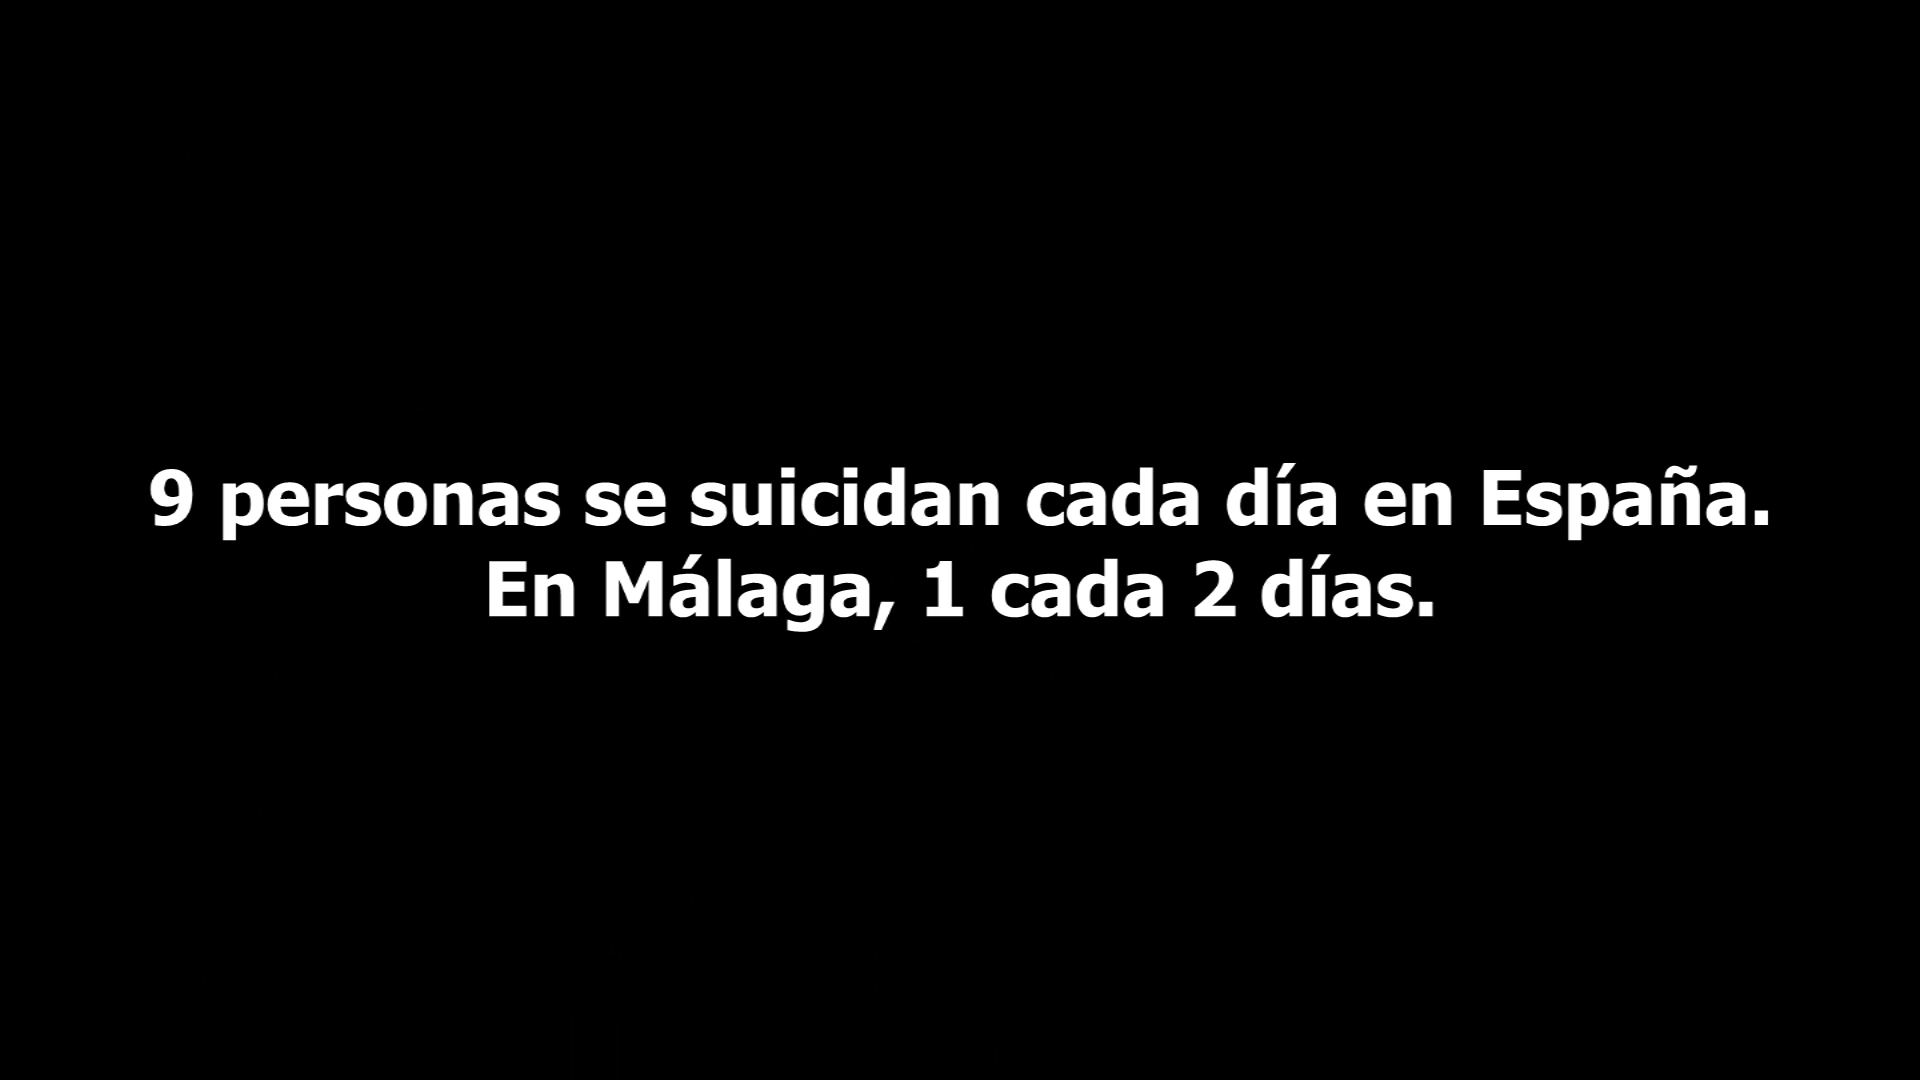 9 personas se suicidan cada día en España.
En Málaga, 1 cada 2 días.